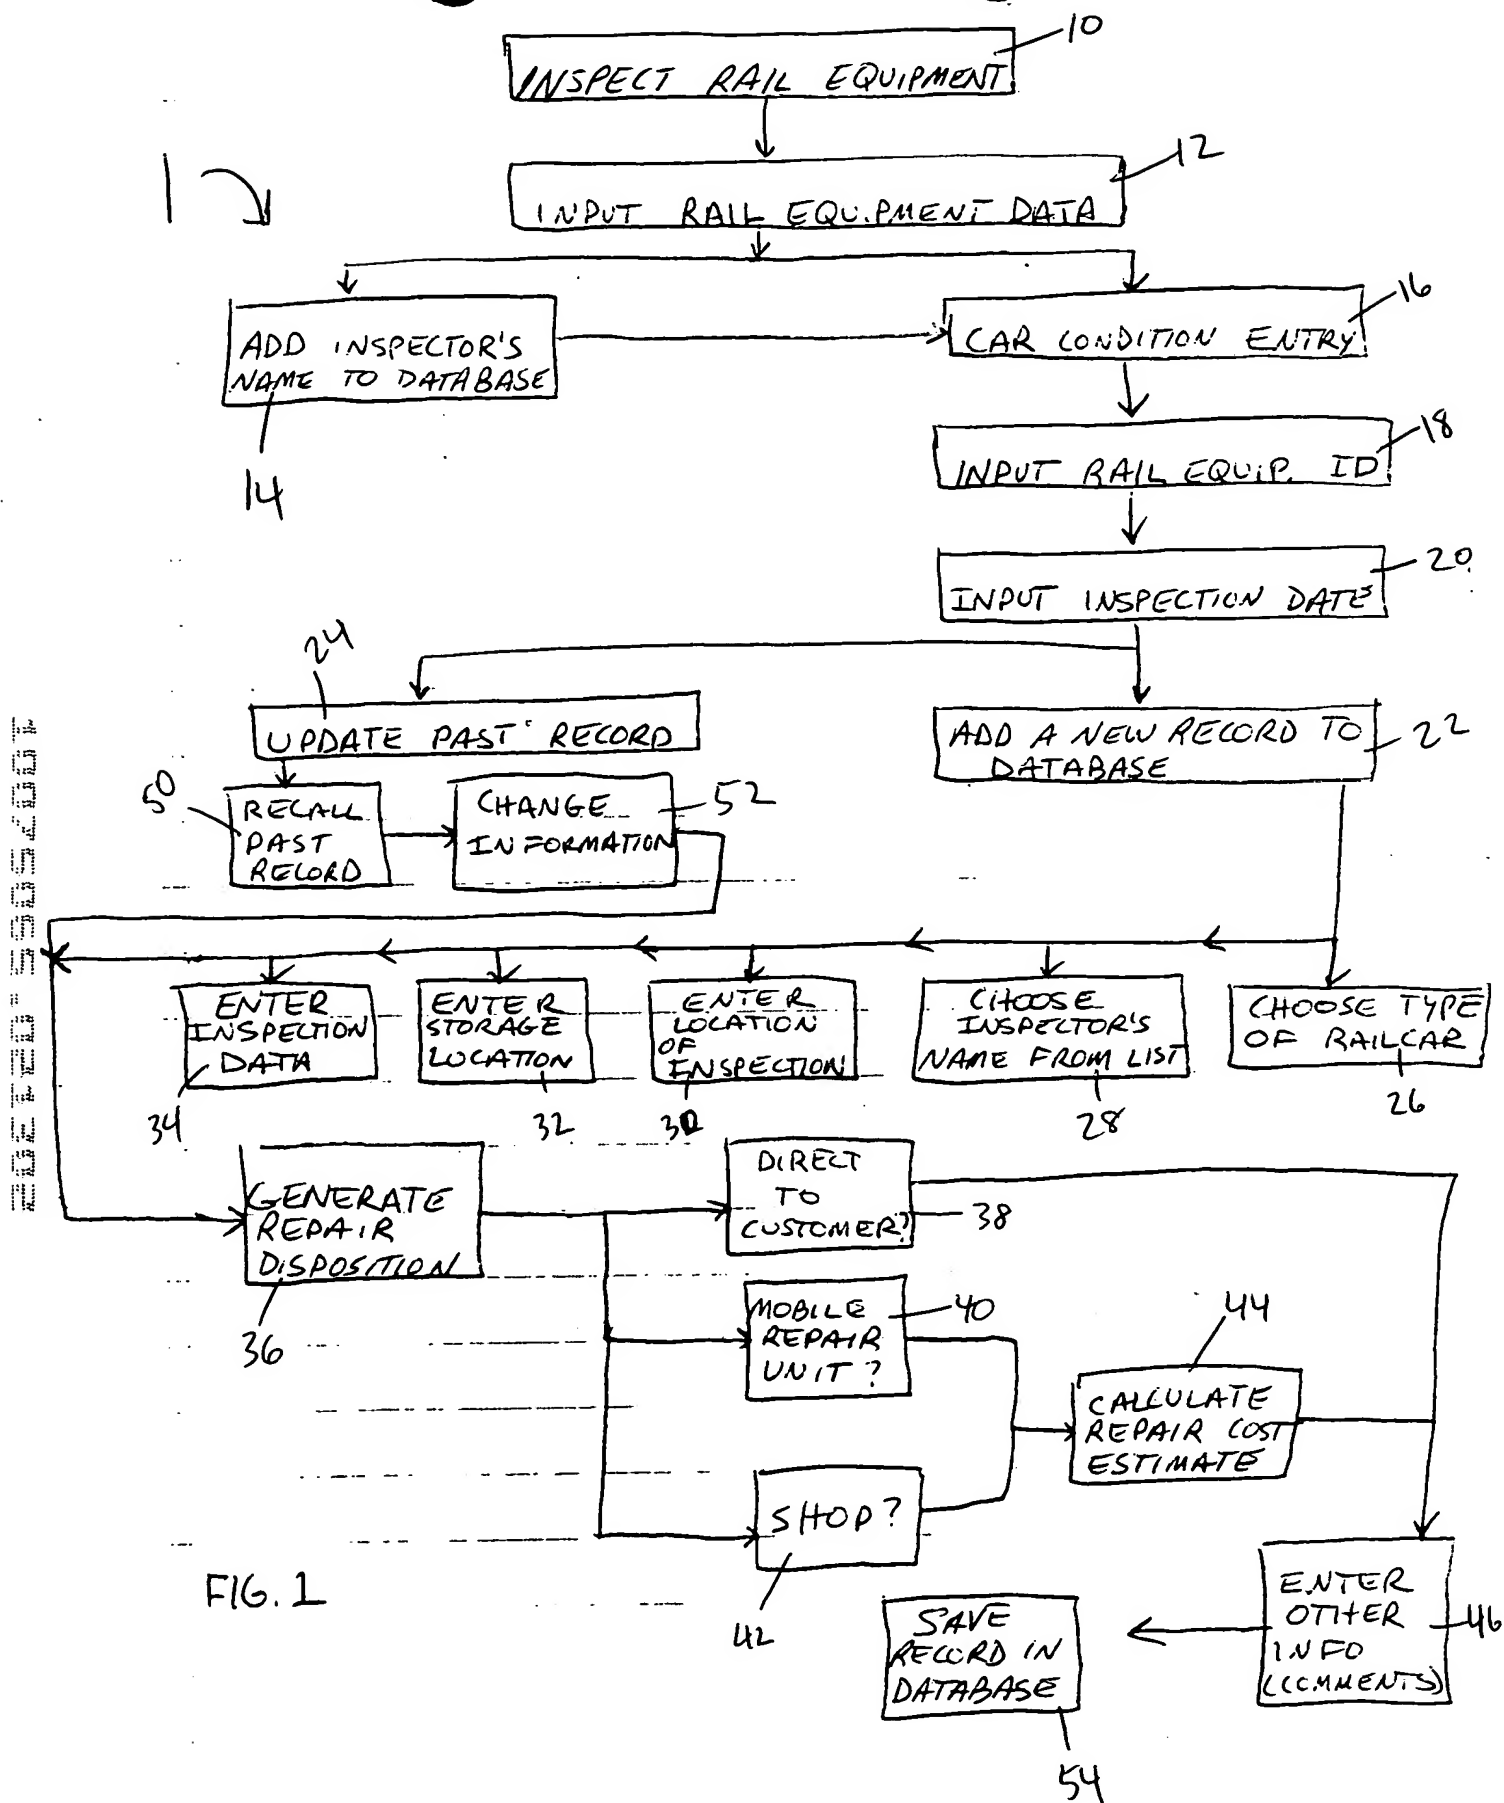 10
INSPECT RAIL EQUIPMENT
12
1
INPUT RAIL EQUIPMENT DATA
16
ADD INSPECTOR'S
NAME TO DATABASE
CAR CONDITION ENTRY
14
18
INPUT RAIL EQUIP. ID
20
INPUT INSPECTION DATE
24
UPDATE PAST RECORD
ADD A NEW RECORD TO
DATABASE
22
50
RECALL
PAST
RECORD
CHANGE
INFORMATION
52
ENTER
INSPECTION
DATA
34
ENTER
STORAGE
LOCATION
32
ENTER
LOCATION
OF
INSPECTION
30
CHOOSE
INSPECTOR'S
NAME FROM LIST
28
CHOOSE TYPE
OF RAILCAR
26
GENERATE
REPAIR
DISPOSITION
36
DIRECT
TO
CUSTOMER?
38
MOBILE
REPAIR
UNIT?
40
44
CALCULATE
REPAIR COST
ESTIMATE
SHOP?
42
FIG. 1
ENTER
OTHER
INFO
(COMMENTS)
46
SAVE
RECORD IN
DATABASE
54